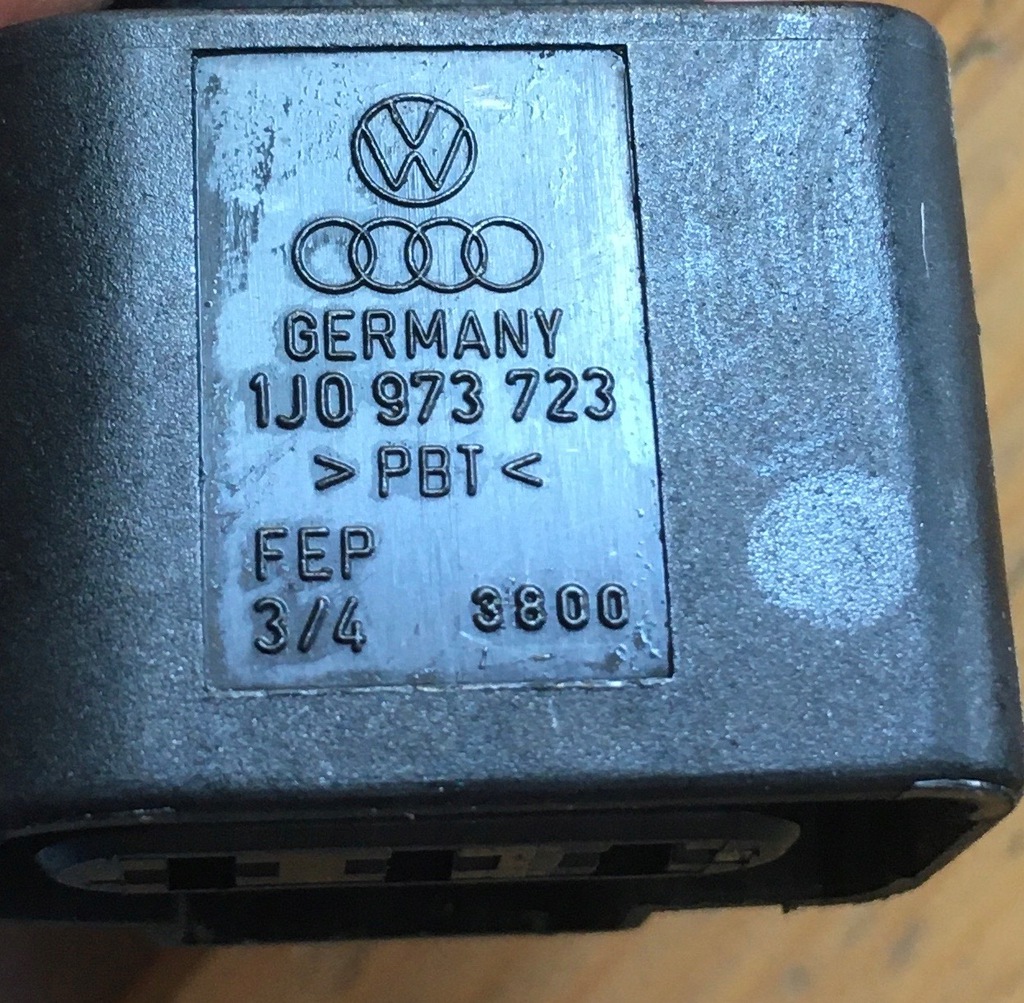 GERMANY
1J0 973 723
> PBT <
FEP
3/4 3800